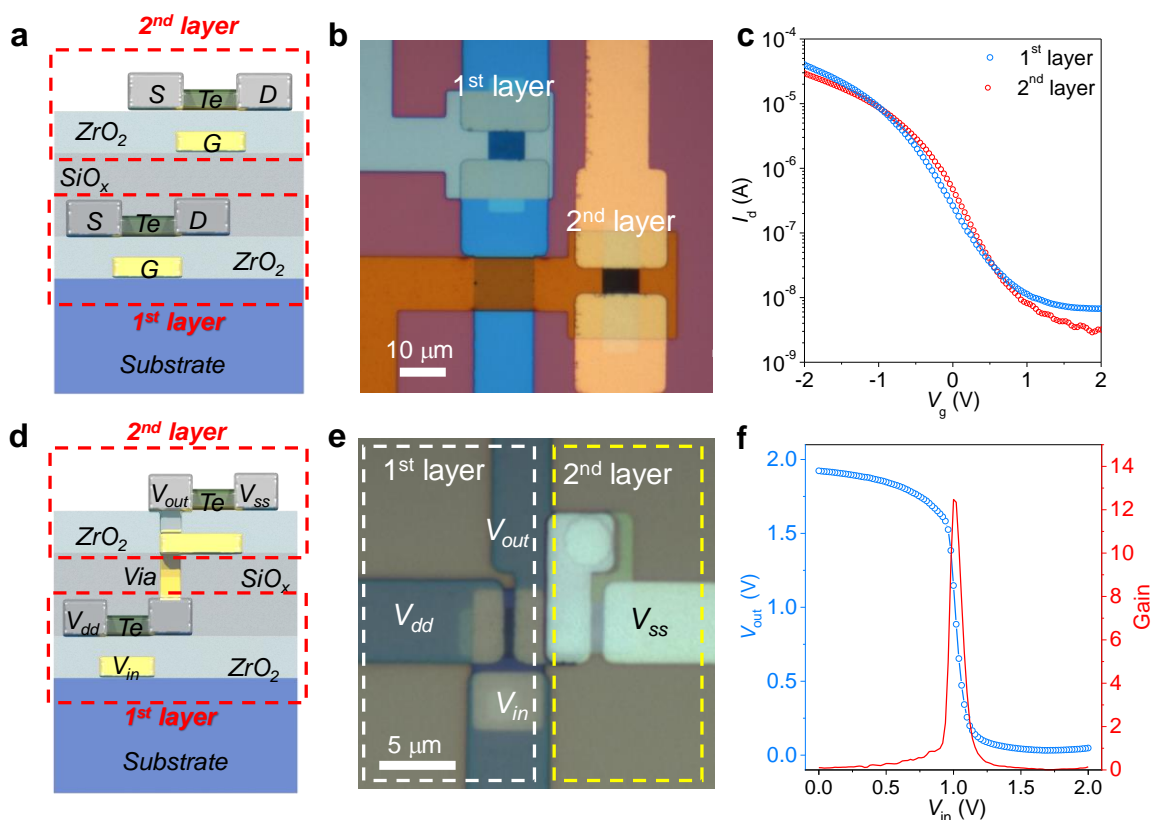 a
2nd layer
S Te D
ZrO2
G
SiOx
S Te D
G
ZrO2
1st layer
Substrate
b
1st layer
2nd layer
10 μm
c
10-4
10-5
10-6
10-7
10-8
10-9
Id (A)
1st layer
2nd layer
-2 -1 0 1 2
Vg (V)
d
2nd layer
Vout Te Vss
ZrO2
Via SiOx
Vdd Te
Vin
ZrO2
1st layer
Substrate
e
1st layer 2nd layer
Vout
Vdd
Vss
Vin
5 μm
f
2.0
1.5
1.0
0.5
0.0
Vout (V)
14
12
10
8
6
4
2
0
Gain
0.0 0.5 1.0 1.5 2.0
Vin (V)